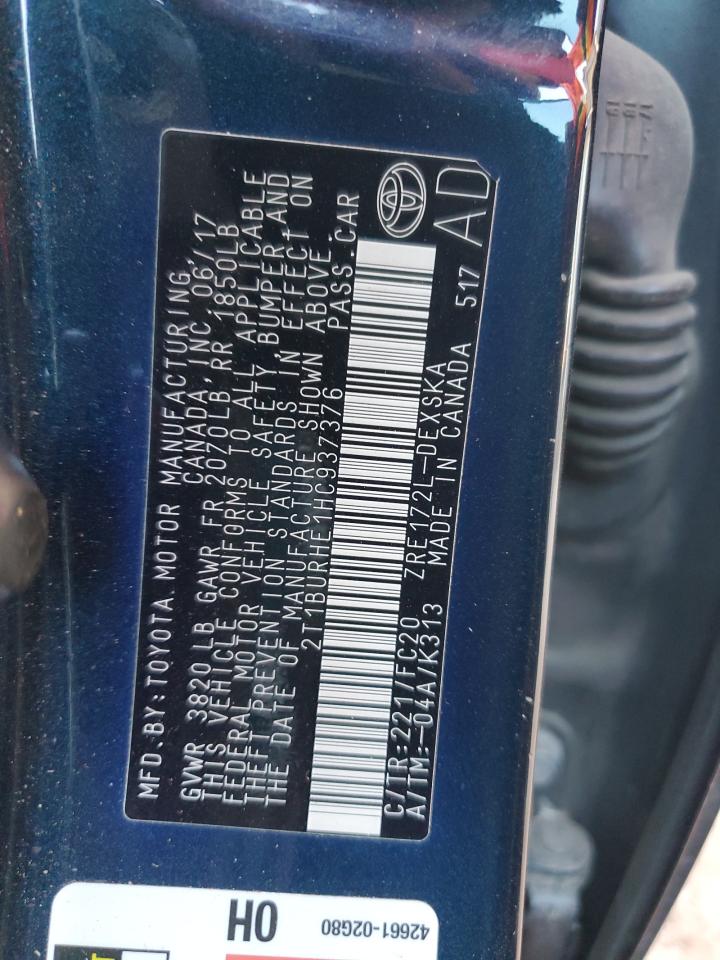 MFD.BY:TOYOTA MOTOR MANUFACTURING
CANADA,INC 06/17
GVWR 3820 LB GAWR FR 2070LB RR 1850LB
THIS VEHICLE CONFORMS TO ALL APPLICABLE
FEDERAL MOTOR VEHICLE SAFETY,BUMPER,AND
THEFT PREVENTION STANDARDS IN EFFECT ON
THE DATE OF MANUFACTURE SHOWN ABOVE.
2T1BURHE1HC937376 PASS.CAR
C/TR:221/FC20 ZRE172L-DEXSKA
A/TM:-04A/K313 MADE IN CANADA 517
AD
OH
42661-02G80